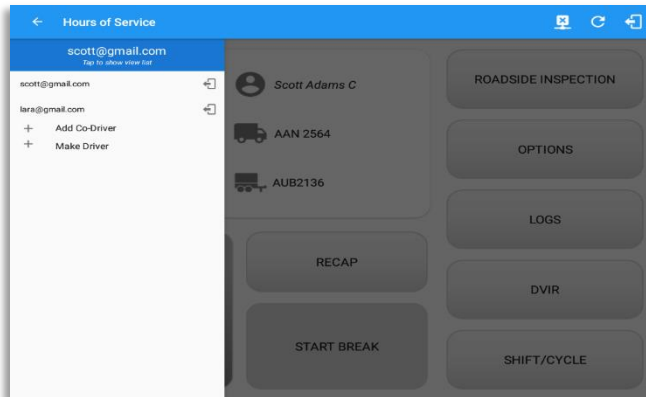 Hours of Service
scott@gmail.com
Tap to show view list
scott@gmail.com
lara@gmail.com
+ Add Co-Driver
+ Make Driver
Scott Adams C
AAN 2564
AUB2136
RECAP
START BREAK
ROADSIDE INSPECTION
OPTIONS
LOGS
DVIR
SHIFT/CYCLE